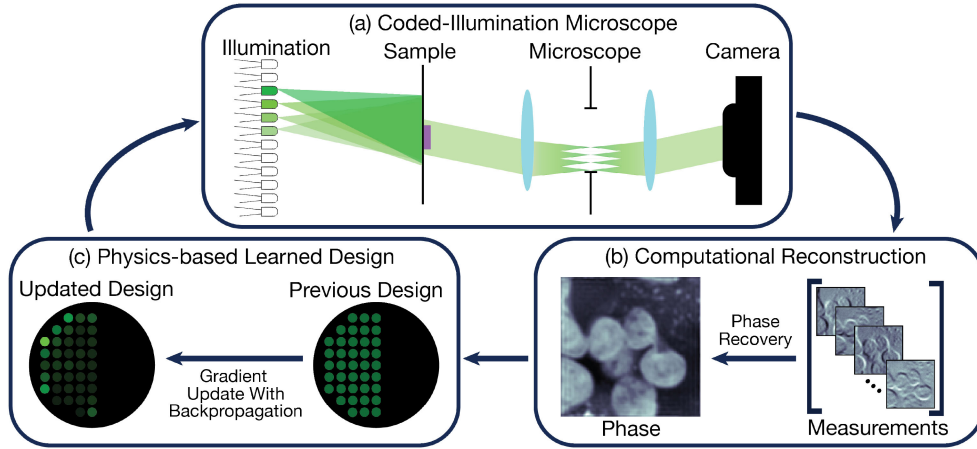 (a) Coded-Illumination Microscope
Illumination
Sample
Microscope
Camera
(c) Physics-based Learned Design
Updated Design
Previous Design
Gradient
Update With
Backpropagation
(b) Computational Reconstruction
Phase
Recovery
Phase
Measurements